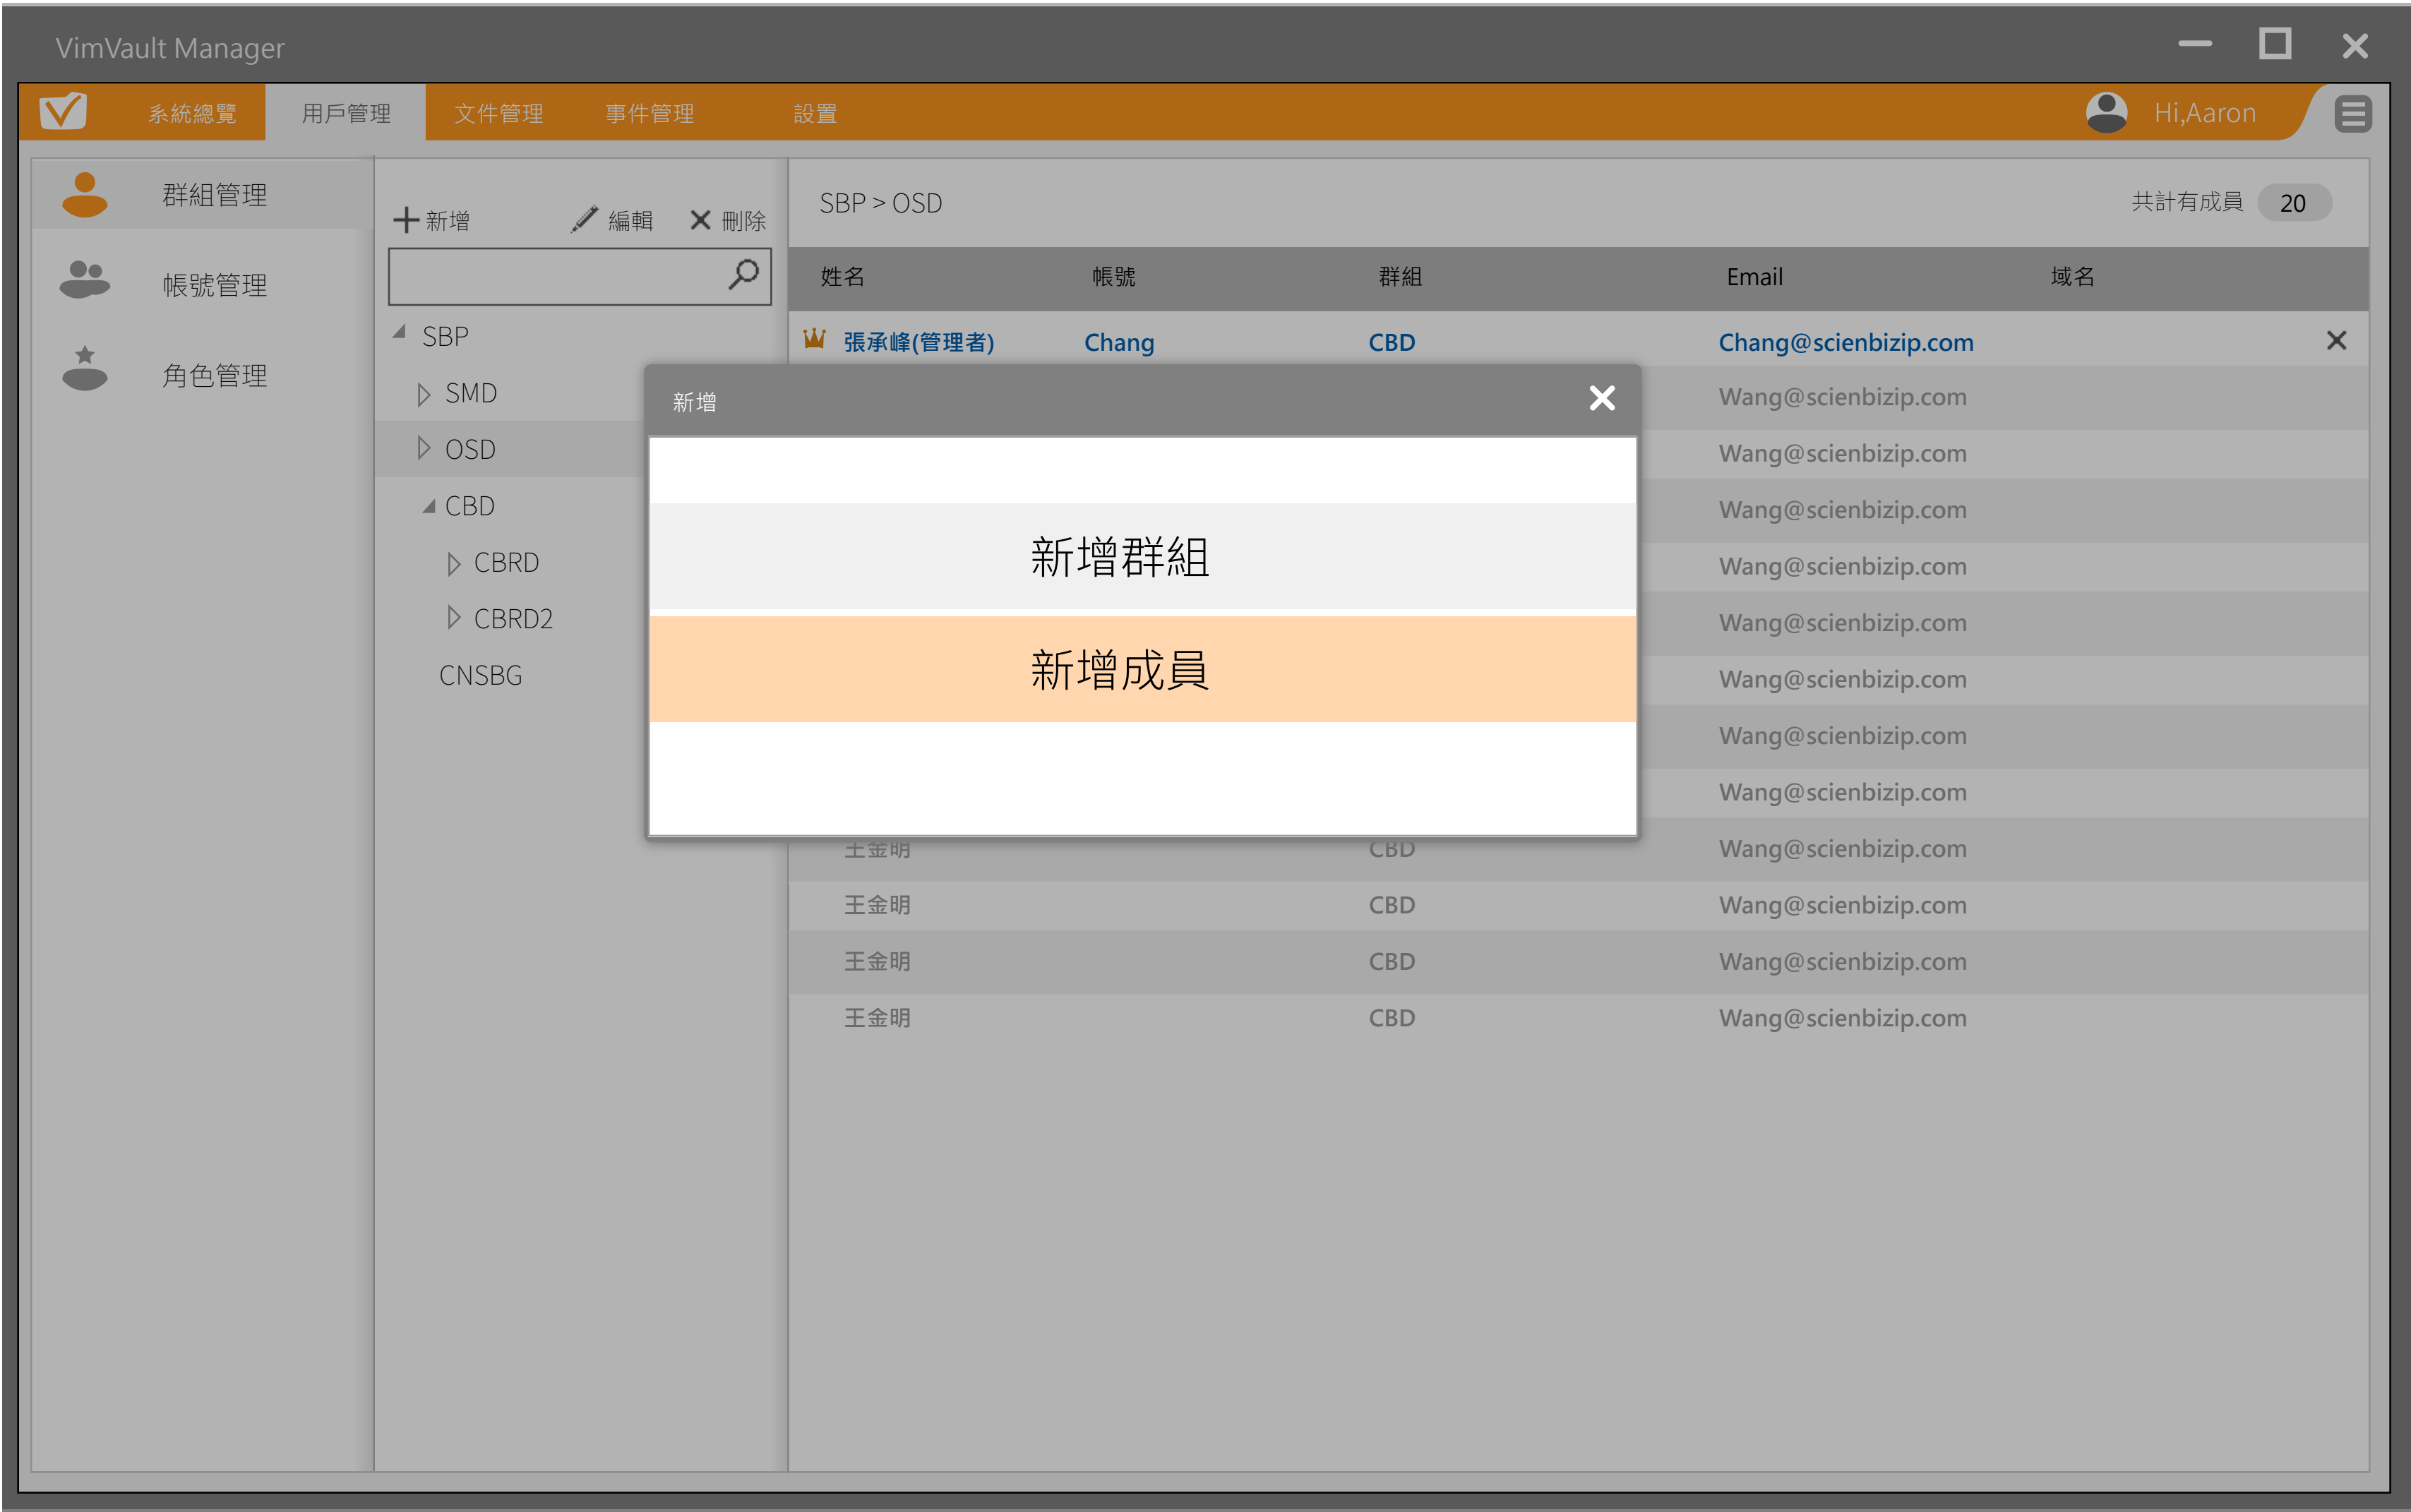 VimVault Manager
系統總覽 用戶管理 文件管理 事件管理 設置 Hi,Aaron
群組管理
帳號管理
角色管理
新增 編輯 刪除
SBP
SMD
OSD
CBD
CBRD
CBRD2
CNSBG
SBP > OSD 共計有成員 20
姓名 帳號 群組 Email 域名
張承峰(管理者) Chang CBD Chang@scienbizip.com
Wang@scienbizip.com
Wang@scienbizip.com
Wang@scienbizip.com
Wang@scienbizip.com
Wang@scienbizip.com
Wang@scienbizip.com
Wang@scienbizip.com
Wang@scienbizip.com
王金明 CBD Wang@scienbizip.com
王金明 CBD Wang@scienbizip.com
王金明 CBD Wang@scienbizip.com
王金明 CBD Wang@scienbizip.com
新增
新增群組
新增成員